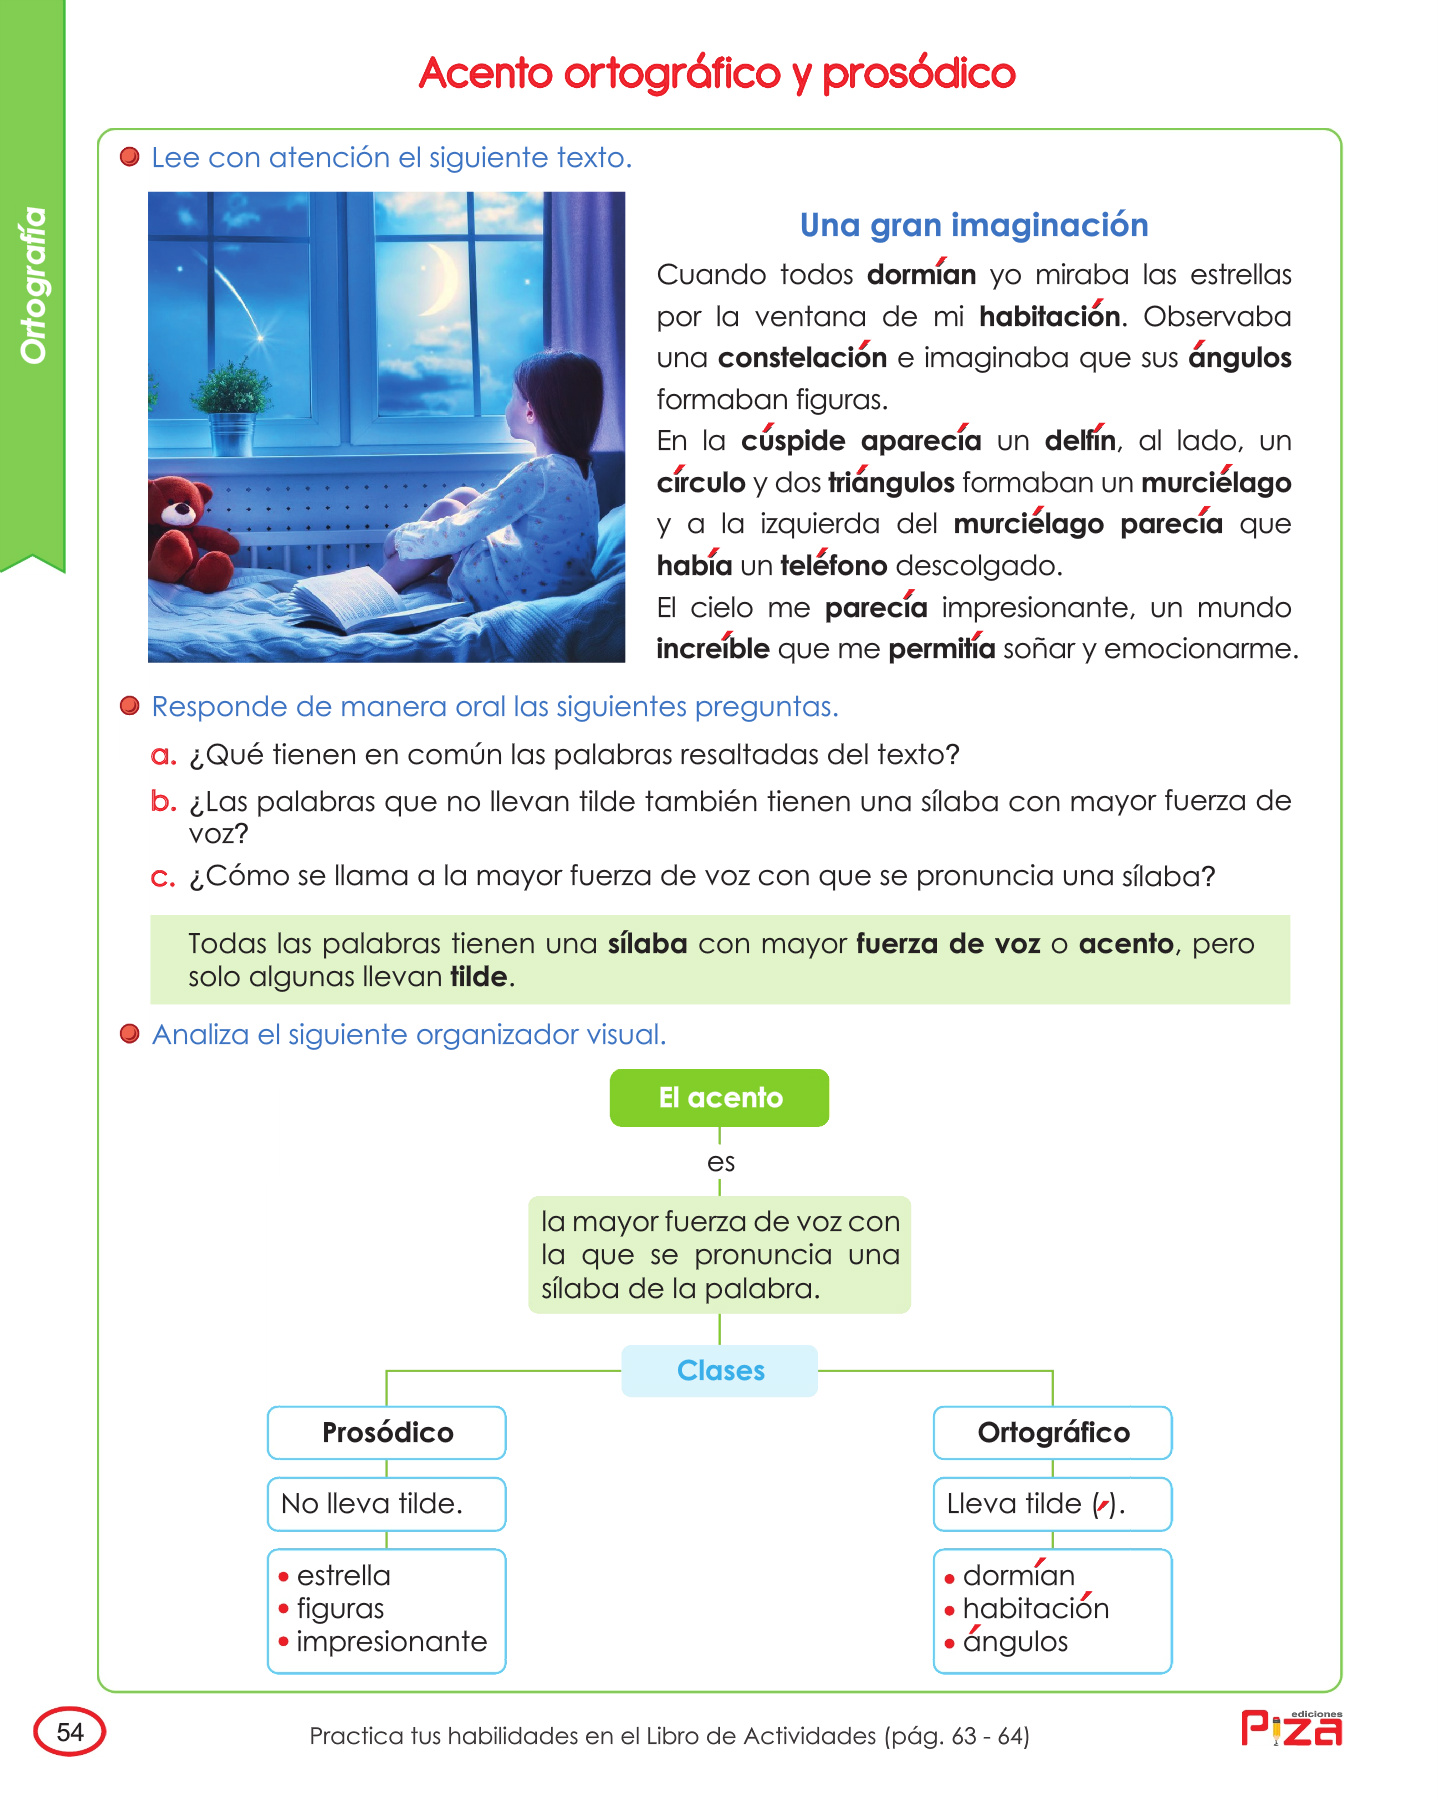 Acento ortográfico y prosódico
Ortografía
Lee con atención el siguiente texto.
Una gran imaginación
Cuando todos dormían yo miraba las estrellas
por la ventana de mi habitación. Observaba
una constelación e imaginaba que sus ángulos
formaban figuras.
En la cúspide aparecía un delfín, al lado, un
círculo y dos triángulos formaban un murciélago
y a la izquierda del murciélago parecía que
había un teléfono descolgado.
El cielo me parecía impresionante, un mundo
increíble que me permitía soñar y emocionarme.
Responde de manera oral las siguientes preguntas.
a. ¿Qué tienen en común las palabras resaltadas del texto?
b. ¿Las palabras que no llevan tilde también tienen una sílaba con mayor fuerza de
voz?
c. ¿Cómo se llama a la mayor fuerza de voz con que se pronuncia una sílaba?
Todas las palabras tienen una sílaba con mayor fuerza de voz o acento, pero
solo algunas llevan tilde.
Analiza el siguiente organizador visual.
El acento
es
la mayor fuerza de voz con
la que se pronuncia una
sílaba de la palabra.
Clases
Prosódico
No lleva tilde.
• estrella
• figuras
• impresionante
Ortográfico
Lleva tilde (´).
• dormían
• habitación
• ángulos
54
Practica tus habilidades en el Libro de Actividades (pág. 63 - 64)
ediciones
Piza